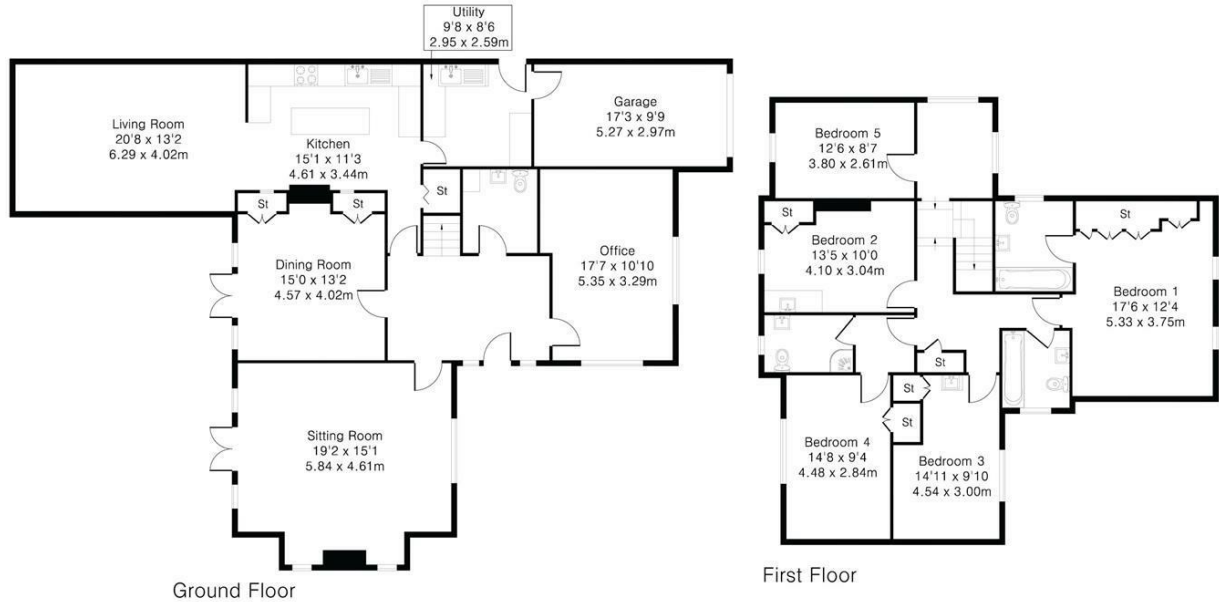 Utility
9'8 x 8'6
2.95 x 2.59m
Living Room
20'8 x 13'2
6.29 x 4.02m
Kitchen
15'1 x 11'3
4.61 x 3.44m
Garage
17'3 x 9'9
5.27 x 2.97m
St
St
St
Dining Room
15'0 x 13'2
4.57 x 4.02m
Office
17'7 x 10'10
5.35 x 3.29m
Sitting Room
19'2 x 15'1
5.84 x 4.61m
Ground Floor
Bedroom 5
12'6 x 8'7
3.80 x 2.61m
St
Bedroom 2
13'5 x 10'0
4.10 x 3.04m
St
Bedroom 1
17'6 x 12'4
5.33 x 3.75m
St
St
St
Bedroom 4
14'8 x 9'4
4.48 x 2.84m
Bedroom 3
14'11 x 9'10
4.54 x 3.00m
First Floor